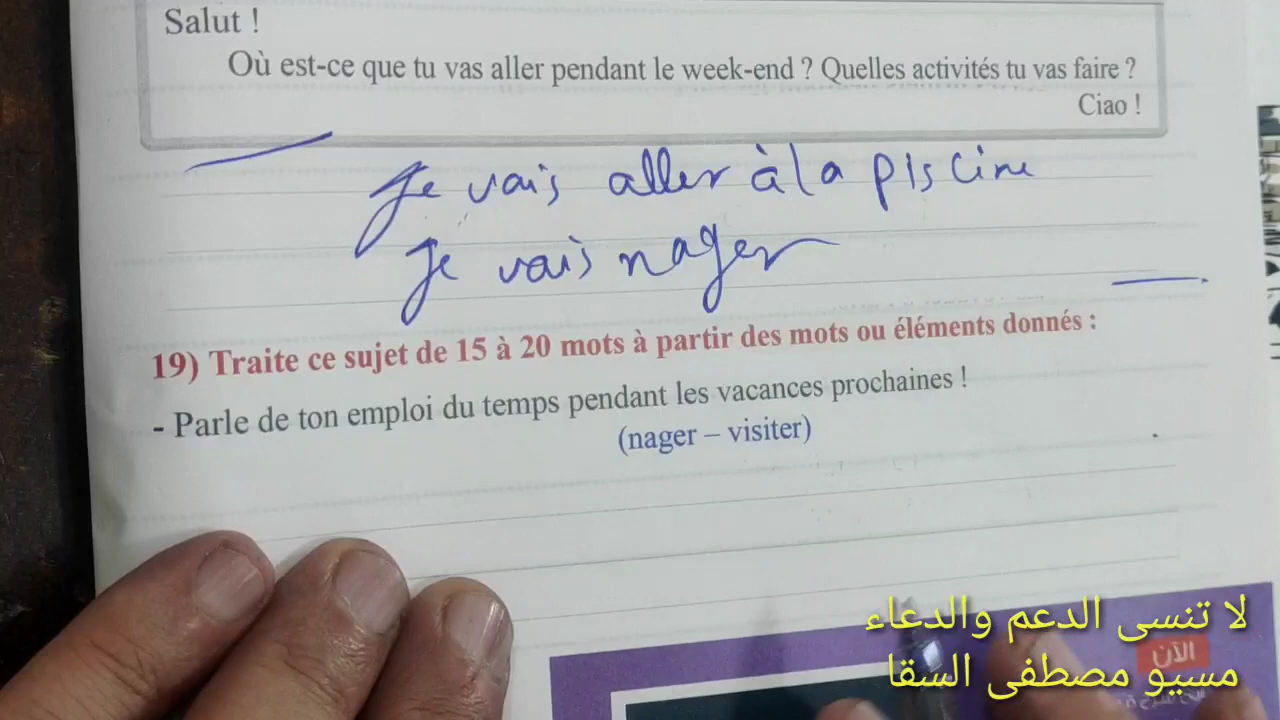 Salut !
Où est-ce que tu vas aller pendant le week-end ? Quelles activités tu vas faire ?
Ciao !
Je vais aller à la piscine
Je vais nager
19) Traite ce sujet de 15 à 20 mots à partir des mots ou éléments donnés :
- Parle de ton emploi du temps pendant les vacances prochaines !
(nager – visiter)
لا تنسى الدعم والدعاء
مسيو مصطفى السقا
الآن